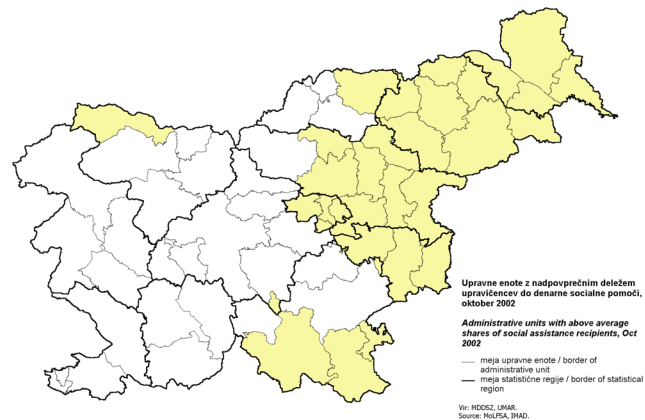 Upravne enote z nadpovprečnim deležem
upravičencev do denarne socialne pomoči,
oktober 2002
Administrative units with above average
shares of social assistance recipients, Oct
2002
meja upravne enote / border of
administrative unit
meja statistične regije / border of statistical
region
Vir: MDDSZ, UMAR.
Source: MoLFSA, IMAD.